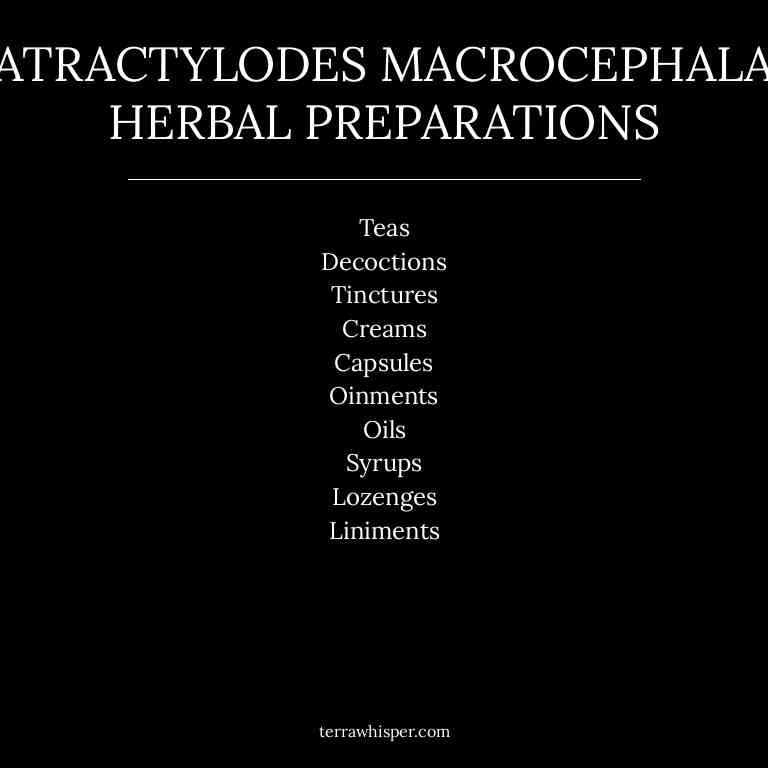 ATRACTYLODES MACROCEPHALA
HERBAL PREPARATIONS
Teas
Decoctions
Tinctures
Creams
Capsules
Oinments
Oils
Syrups
Lozenges
Liniments
terrawhisper.com